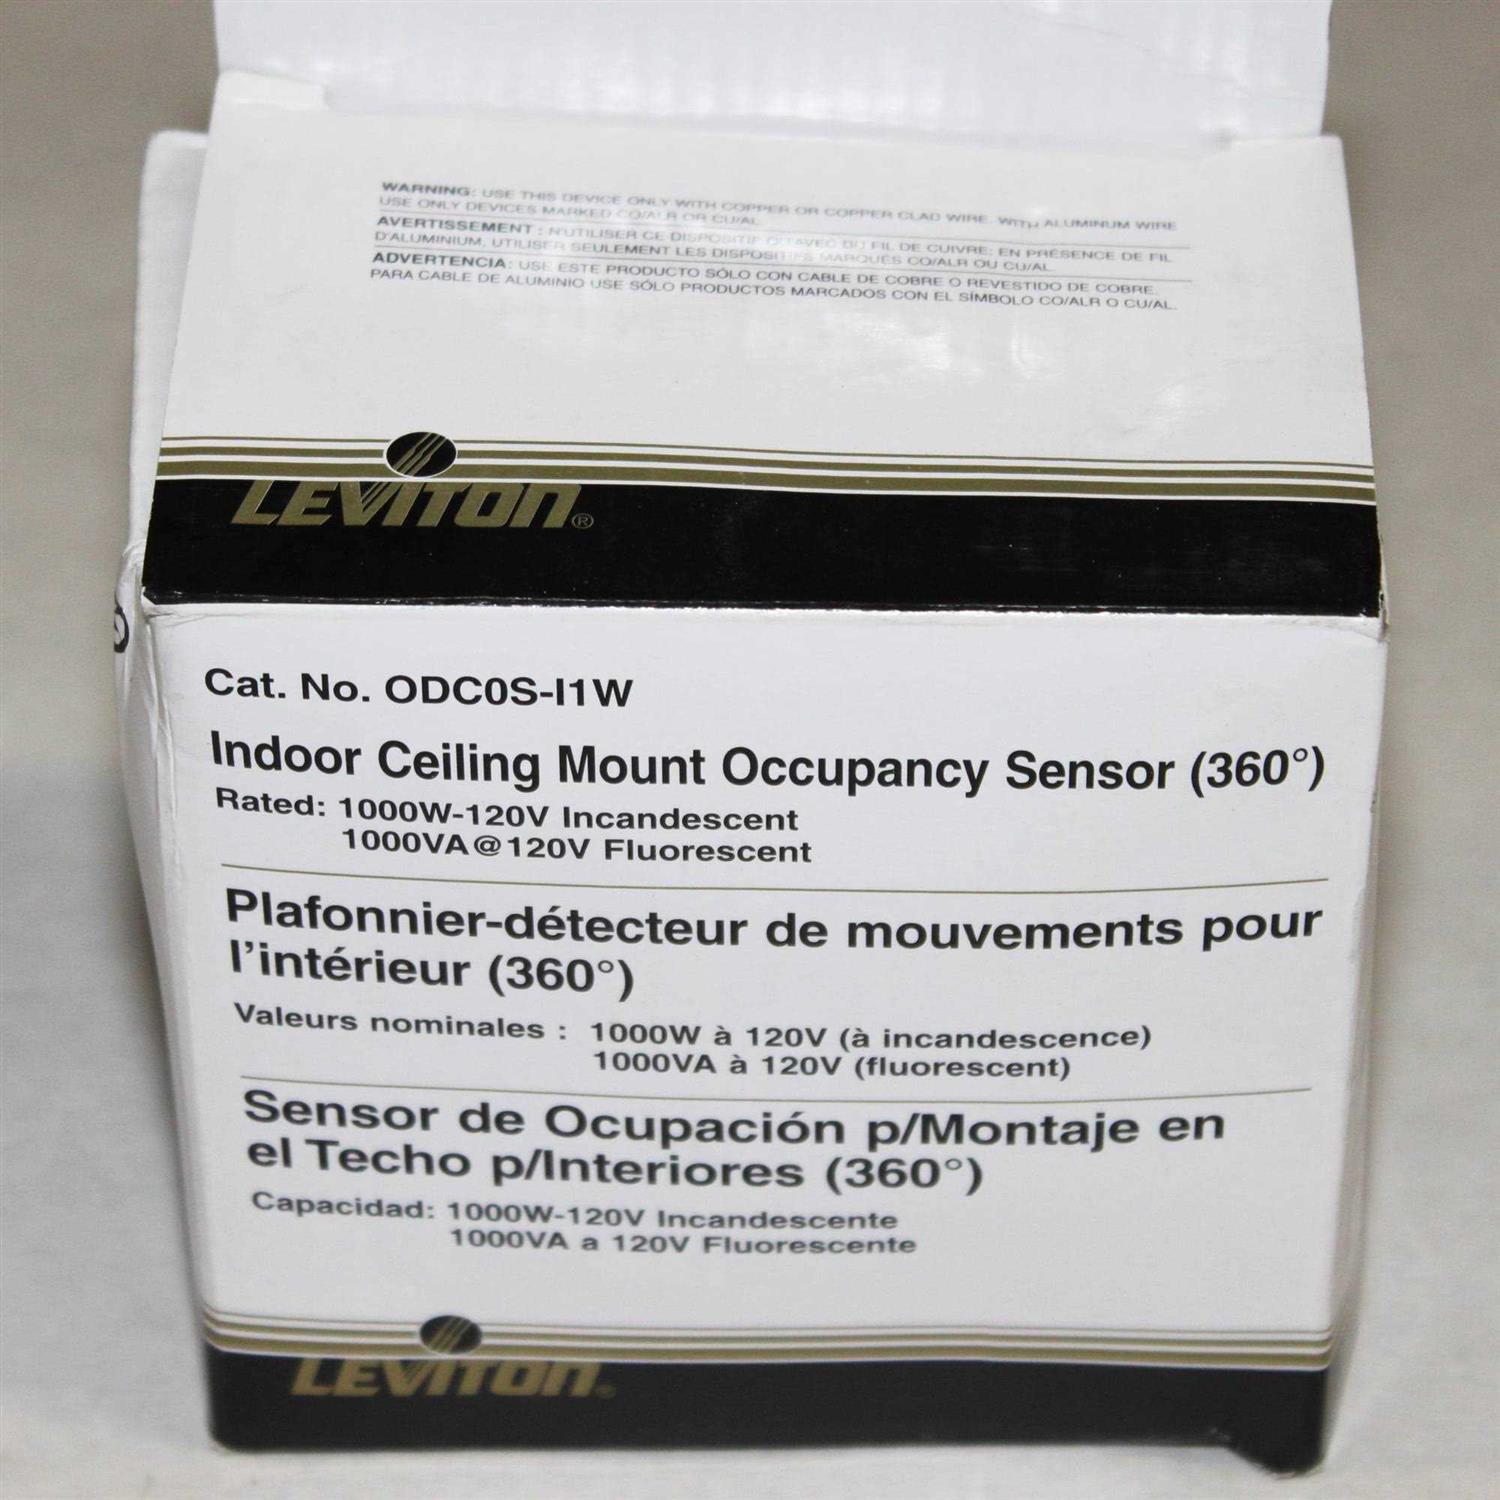 WARNING: USE THIS DEVICE ONLY WITH COPPER OR COPPER CLAD WIRE. WITH ALUMINUM WIRE
USE ONLY DEVICES MARKED CO/ALR OR CU/AL.
AVERTISSEMENT : N'UTILISER CE DISPOSITIF QU'AVEC DU FIL DE CUIVRE; EN PRÉSENCE DE FIL
D'ALUMINIUM, UTILISER SEULEMENT LES DISPOSITIFS MARQUÉS CO/ALR OU CU/AL.
ADVERTENCIA: USE ESTE PRODUCTO SÓLO CON CABLE DE COBRE O REVESTIDO DE COBRE.
PARA CABLE DE ALUMINIO USE SÓLO PRODUCTOS MARCADOS CON EL SÍMBOLO CO/ALR O CU/AL.
LEVITON®
Cat. No. ODC0S-I1W
Indoor Ceiling Mount Occupancy Sensor (360°)
Rated: 1000W-120V Incandescent
1000VA@120V Fluorescent
Plafonnier-détecteur de mouvements pour
l'intérieur (360°)
Valeurs nominales : 1000W à 120V (à incandescence)
1000VA à 120V (fluorescent)
Sensor de Ocupación p/Montaje en
el Techo p/Interiores (360°)
Capacidad: 1000W-120V Incandescente
1000VA a 120V Fluorescente
LEVITON®